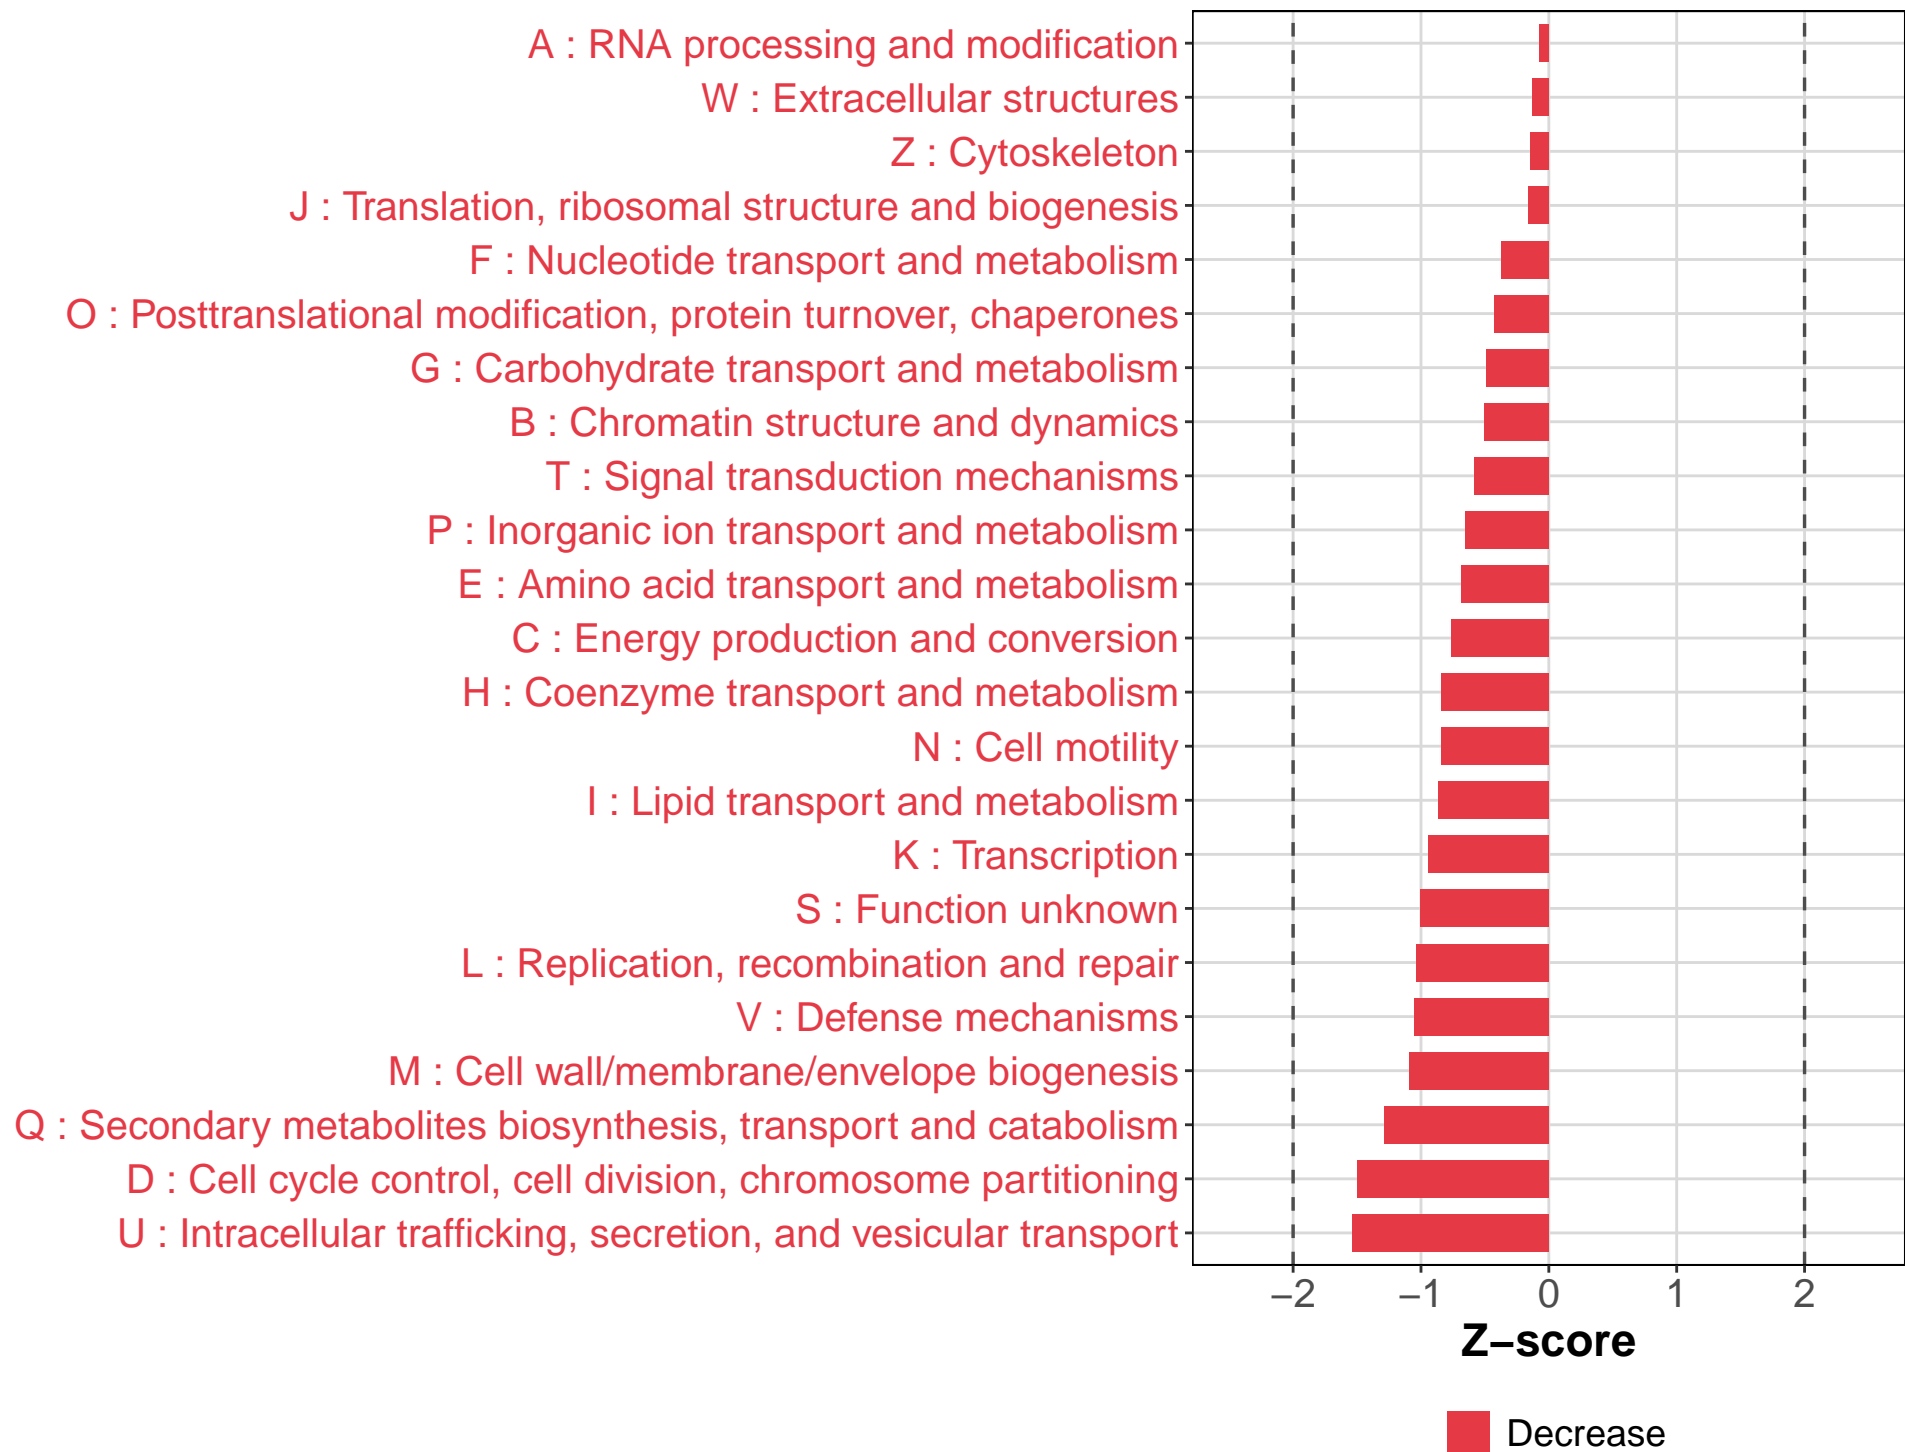 A : RNA processing and modification
W : Extracellular structures
Z : Cytoskeleton
J : Translation, ribosomal structure and biogenesis
F : Nucleotide transport and metabolism
O : Posttranslational modification, protein turnover, chaperones
G : Carbohydrate transport and metabolism
B : Chromatin structure and dynamics
T : Signal transduction mechanisms
P : Inorganic ion transport and metabolism
E : Amino acid transport and metabolism
C : Energy production and conversion
H : Coenzyme transport and metabolism
N : Cell motility
I : Lipid transport and metabolism
K : Transcription
S : Function unknown
L : Replication, recombination and repair
V : Defense mechanisms
M : Cell wall/membrane/envelope biogenesis
Q : Secondary metabolites biosynthesis, transport and catabolism
D : Cell cycle control, cell division, chromosome partitioning
U : Intracellular trafficking, secretion, and vesicular transport
−2 −1 0 1 2
Z−score
Decrease